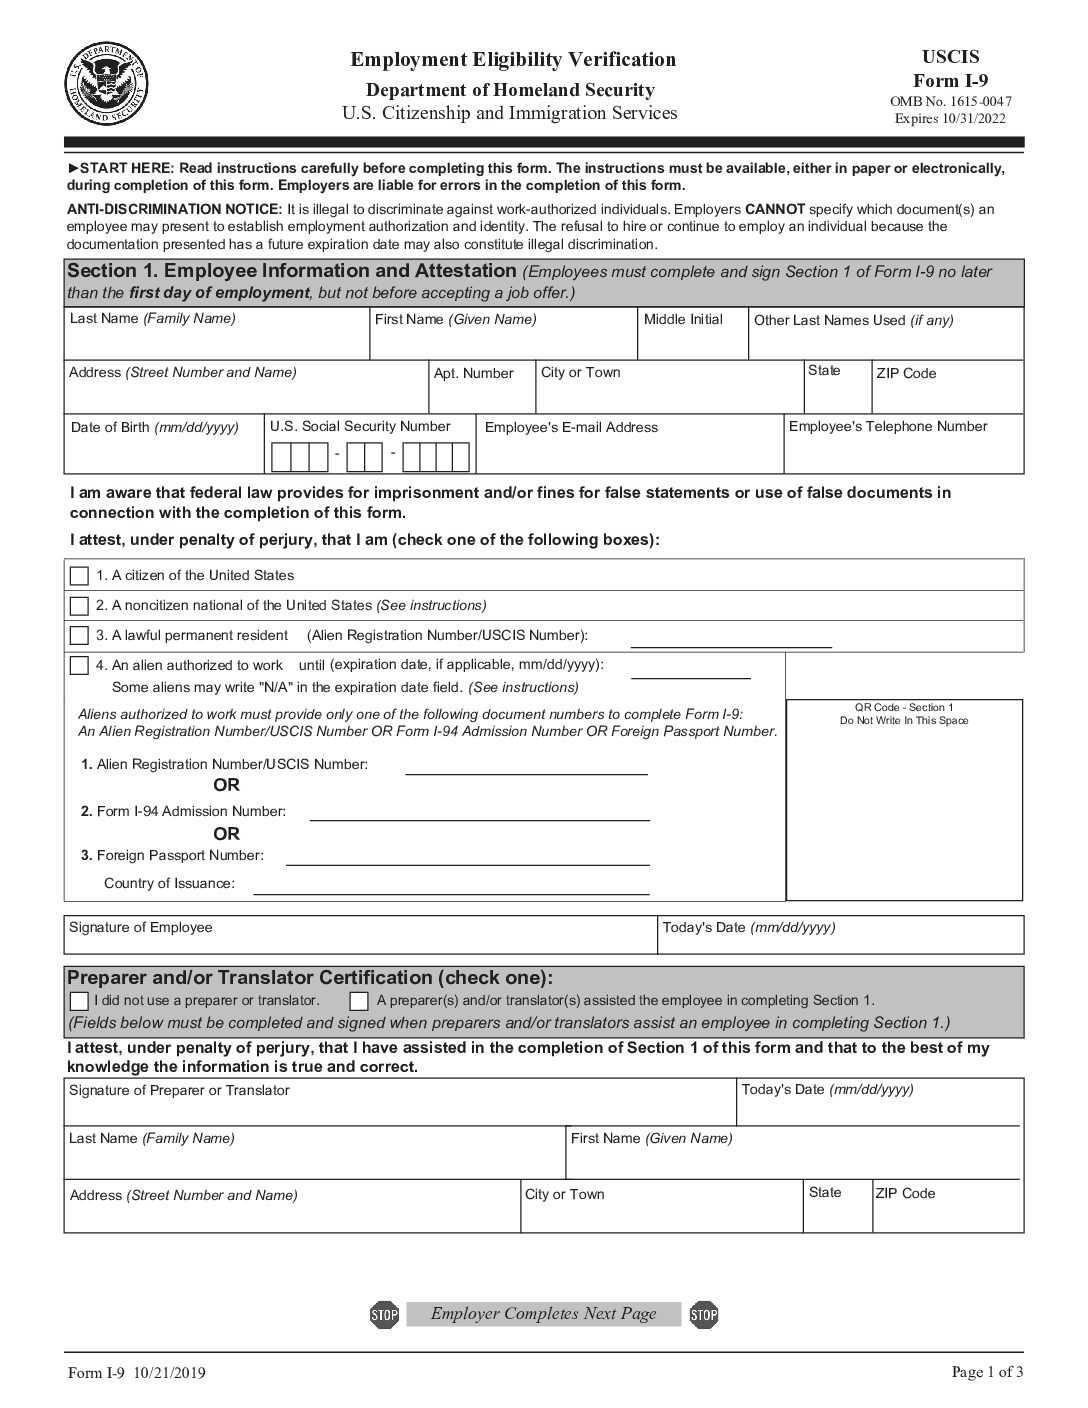 U.S. DEPARTMENT OF HOMELAND SECURITY
Employment Eligibility Verification
Department of Homeland Security
U.S. Citizenship and Immigration Services
USCIS
Form I-9
OMB No. 1615-0047
Expires 10/31/2022
►START HERE: Read instructions carefully before completing this form. The instructions must be available, either in paper or electronically,
during completion of this form. Employers are liable for errors in the completion of this form.
ANTI-DISCRIMINATION NOTICE: It is illegal to discriminate against work-authorized individuals. Employers CANNOT specify which document(s) an
employee may present to establish employment authorization and identity. The refusal to hire or continue to employ an individual because the
documentation presented has a future expiration date may also constitute illegal discrimination.
Section 1. Employee Information and Attestation (Employees must complete and sign Section 1 of Form I-9 no later
than the first day of employment, but not before accepting a job offer.)
Last Name (Family Name) First Name (Given Name) Middle Initial Other Last Names Used (if any)
Address (Street Number and Name) Apt. Number City or Town State ZIP Code
Date of Birth (mm/dd/yyyy) U.S. Social Security Number Employee's E-mail Address Employee's Telephone Number
- -
I am aware that federal law provides for imprisonment and/or fines for false statements or use of false documents in
connection with the completion of this form.
I attest, under penalty of perjury, that I am (check one of the following boxes):
1. A citizen of the United States
2. A noncitizen national of the United States (See instructions)
3. A lawful permanent resident (Alien Registration Number/USCIS Number):
4. An alien authorized to work until (expiration date, if applicable, mm/dd/yyyy):
Some aliens may write "N/A" in the expiration date field. (See instructions)
Aliens authorized to work must provide only one of the following document numbers to complete Form I-9:
An Alien Registration Number/USCIS Number OR Form I-94 Admission Number OR Foreign Passport Number.
1. Alien Registration Number/USCIS Number:
OR
2. Form I-94 Admission Number:
OR
3. Foreign Passport Number:
Country of Issuance:
QR Code - Section 1
Do Not Write In This Space
Signature of Employee Today's Date (mm/dd/yyyy)
Preparer and/or Translator Certification (check one):
I did not use a preparer or translator. A preparer(s) and/or translator(s) assisted the employee in completing Section 1.
(Fields below must be completed and signed when preparers and/or translators assist an employee in completing Section 1.)
I attest, under penalty of perjury, that I have assisted in the completion of Section 1 of this form and that to the best of my
knowledge the information is true and correct.
Signature of Preparer or Translator Today's Date (mm/dd/yyyy)
Last Name (Family Name) First Name (Given Name)
Address (Street Number and Name) City or Town State ZIP Code
STOP Employer Completes Next Page STOP
Form I-9 10/21/2019 Page 1 of 3